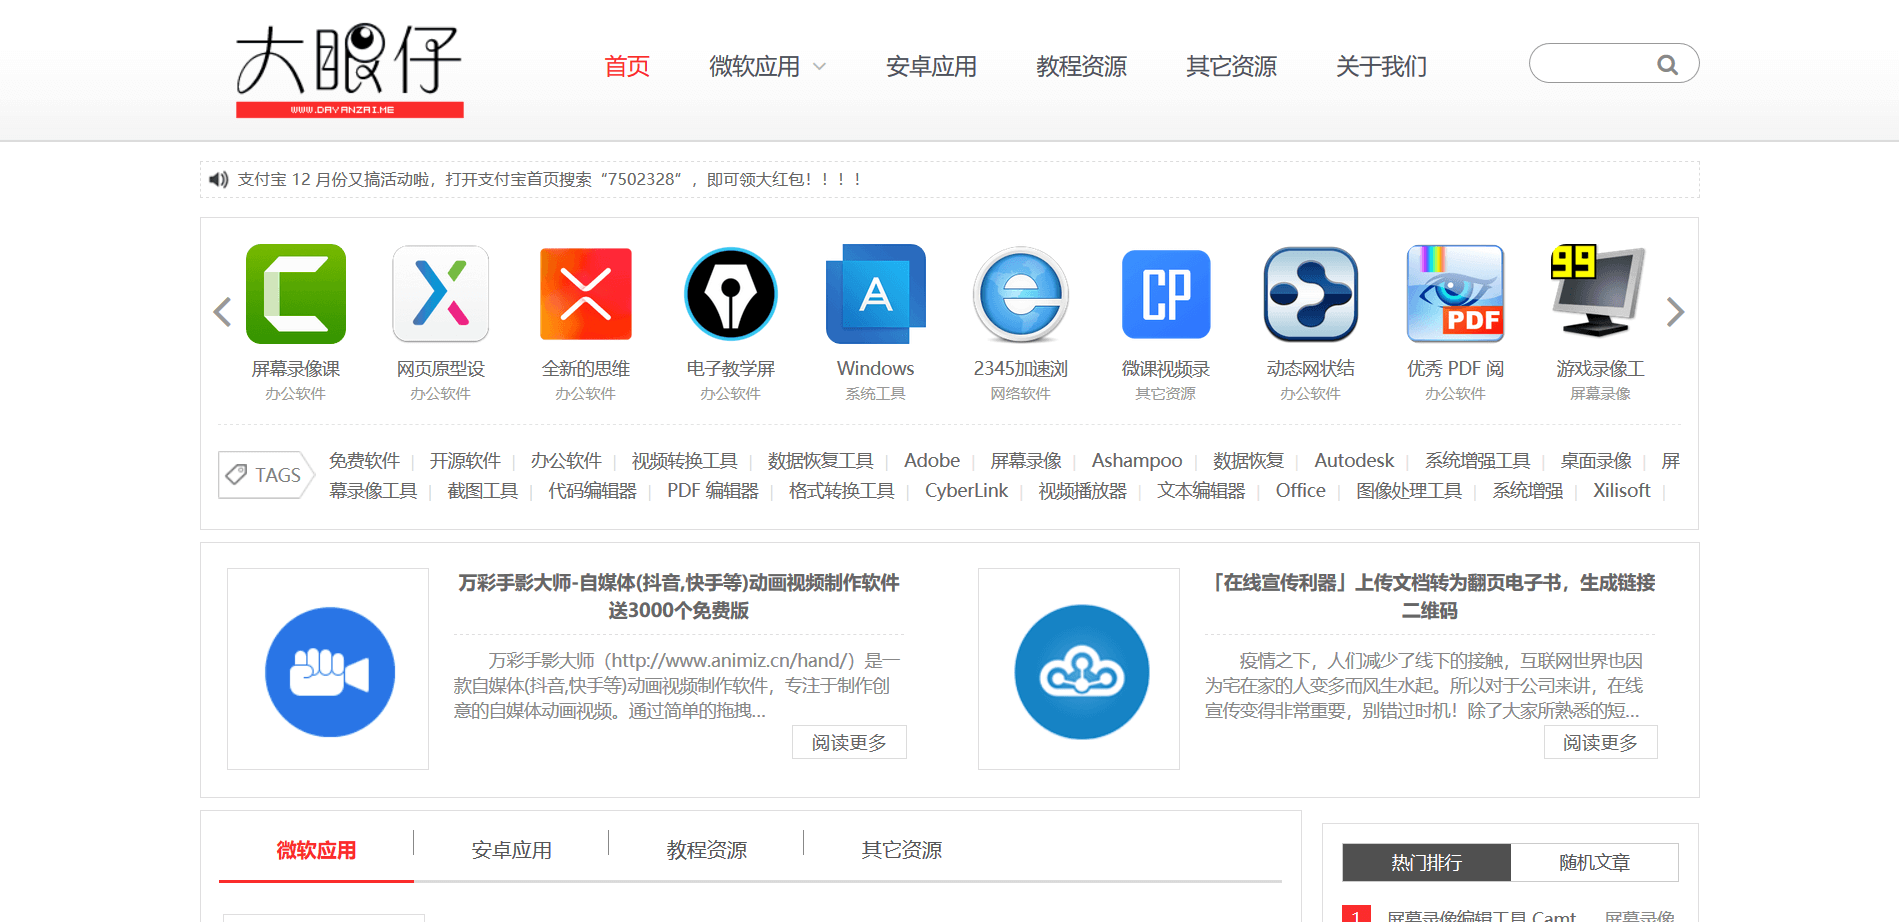 大眼仔
WWW.DAYANZAI.ME
首页 微软应用 安卓应用 教程资源 其它资源 关于我们
支付宝 12 月份又搞活动啦，打开支付宝首页搜索“7502328”，即可领大红包！！！！
屏幕录像课 网页原型设 全新的思维 电子教学屏 Windows 2345加速浏 微课视频录 动态网状结 优秀 PDF 阅 游戏录像工
办公软件 办公软件 办公软件 办公软件 系统工具 网络软件 其它资源 办公软件 办公软件 屏幕录像
CP
PDF
99
TAGS
免费软件 | 开源软件 | 办公软件 | 视频转换工具 | 数据恢复工具 | Adobe | 屏幕录像 | Ashampoo | 数据恢复 | Autodesk | 系统增强工具 | 桌面录像 | 屏
幕录像工具 | 截图工具 | 代码编辑器 | PDF 编辑器 | 格式转换工具 | CyberLink | 视频播放器 | 文本编辑器 | Office | 图像处理工具 | 系统增强 | Xilisoft |
万彩手影大师-自媒体(抖音,快手等)动画视频制作软件
送3000个免费版
万彩手影大师（http://www.animiz.cn/hand/）是一
款自媒体(抖音,快手等)动画视频制作软件，专注于制作创
意的自媒体动画视频。通过简单的拖拽...
阅读更多
「在线宣传利器」上传文档转为翻页电子书，生成链接
二维码
疫情之下，人们减少了线下的接触，互联网世界也因
为宅在家的人变多而风生水起。所以对于公司来讲，在线
宣传变得非常重要，别错过时机！除了大家所熟悉的短...
阅读更多
微软应用 安卓应用 教程资源 其它资源
热门排行 随机文章
1 屏幕录像编辑工具 Camt 屏幕录像